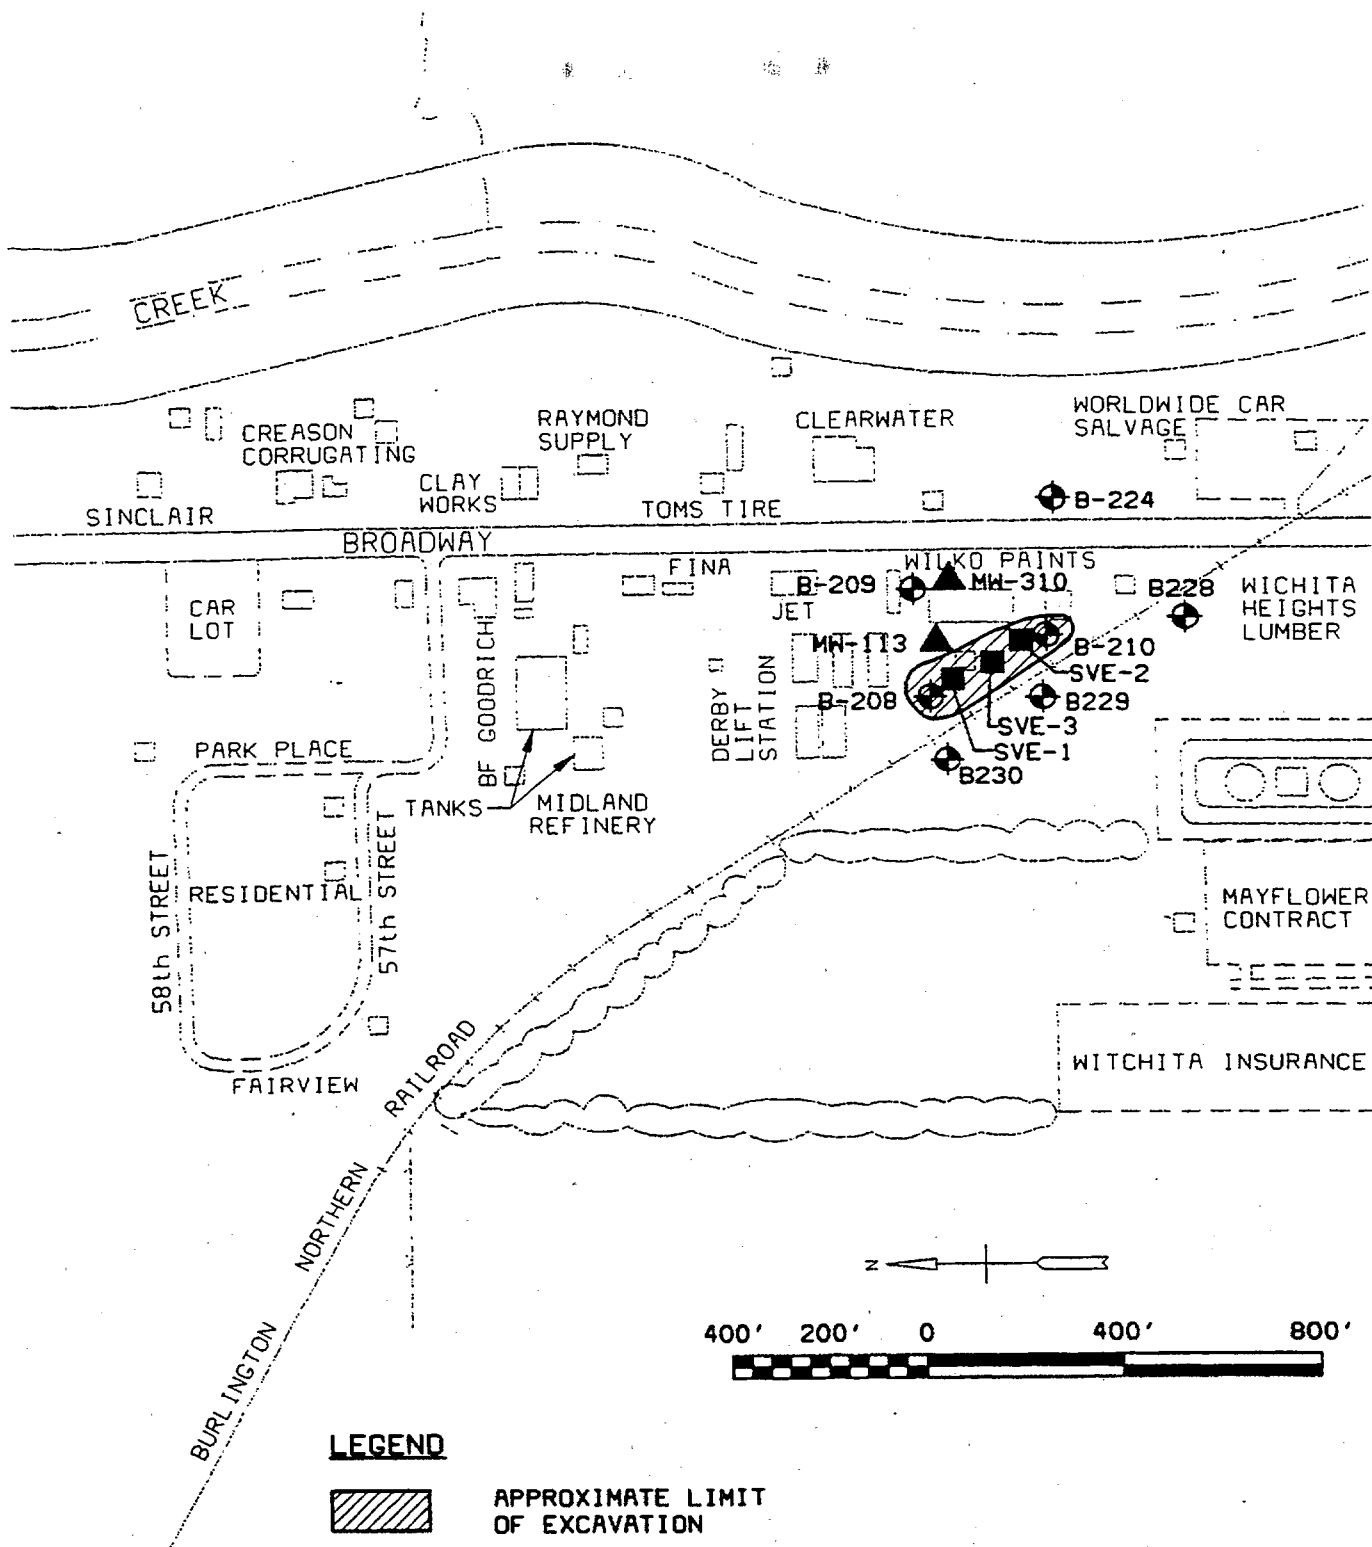 CREEK
WORLDWIDE CAR
SALVAGE
RAYMOND
SUPPLY
CLEARWATER
CREASON
CORRUGATING
CLAY
WORKS
B-224
TOMS TIRE
SINCLAIR
BROADWAY
WILKO PAINTS
FINA
B-209
MW-310
B228
JET
CAR
LOT
WICHITA
HEIGHTS
LUMBER
MW-113
B-210
SVE-2
B-208
B229
BF GOODRICH
DERBY
LIFT
STATION
SVE-3
SVE-1
B230
PARK PLACE
TANKS
MIDLAND
REFINERY
58th STREET
RESIDENTIAL
57th STREET
MAYFLOWER
CONTRACT
FAIRVIEW
WITCHITA INSURANCE
BURLINGTON NORTHERN RAILROAD
N
400' 200' 0 400' 800'
LEGEND
APPROXIMATE LIMIT
OF EXCAVATION